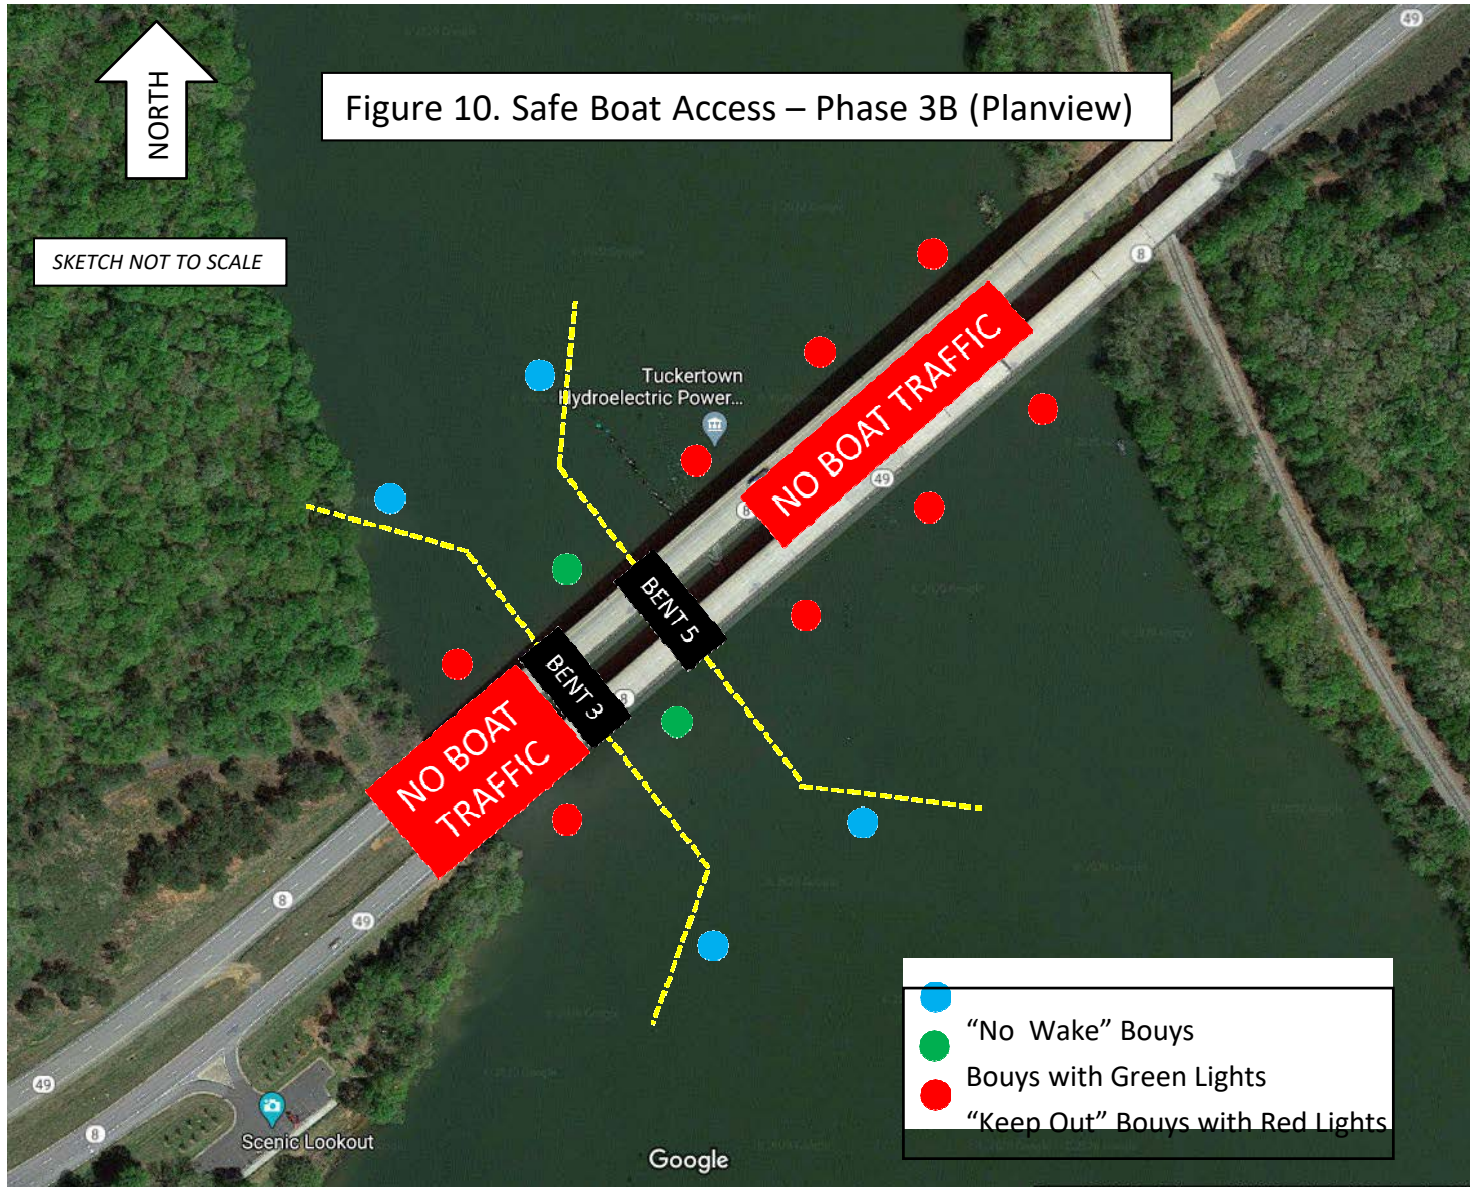 49
NORTH
Figure 10. Safe Boat Access – Phase 3B (Planview)
SKETCH NOT TO SCALE
8
NO BOAT TRAFFIC
Tuckertown
Hydroelectric Power...
49
8
BENT 5
BENT 3
8
NO BOAT
TRAFFIC
8
49
“No Wake” Bouys
Bouys with Green Lights
“Keep Out” Bouys with Red Lights
49
8
Scenic Lookout
Google